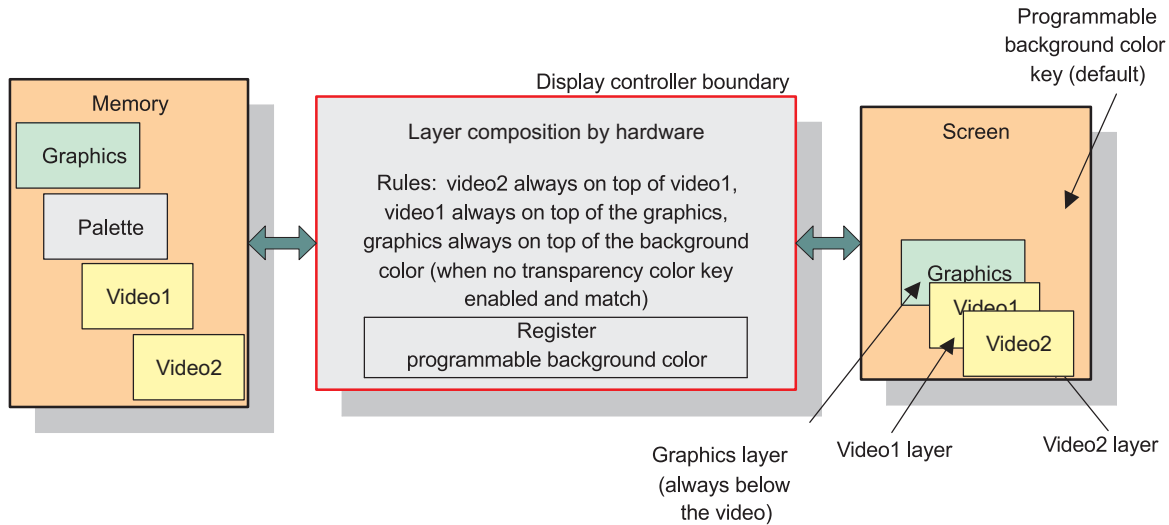 Programmable
background color
key (default)
Display controller boundary
Memory
Graphics
Palette
Video1
Video2
Layer composition by hardware
Rules: video2 always on top of video1,
video1 always on top of the graphics,
graphics always on top of the background
color (when no transparency color key
enabled and match)
Register
programmable background color
Screen
Graphics
Video1
Video2
Graphics layer
(always below
the video)
Video1 layer
Video2 layer